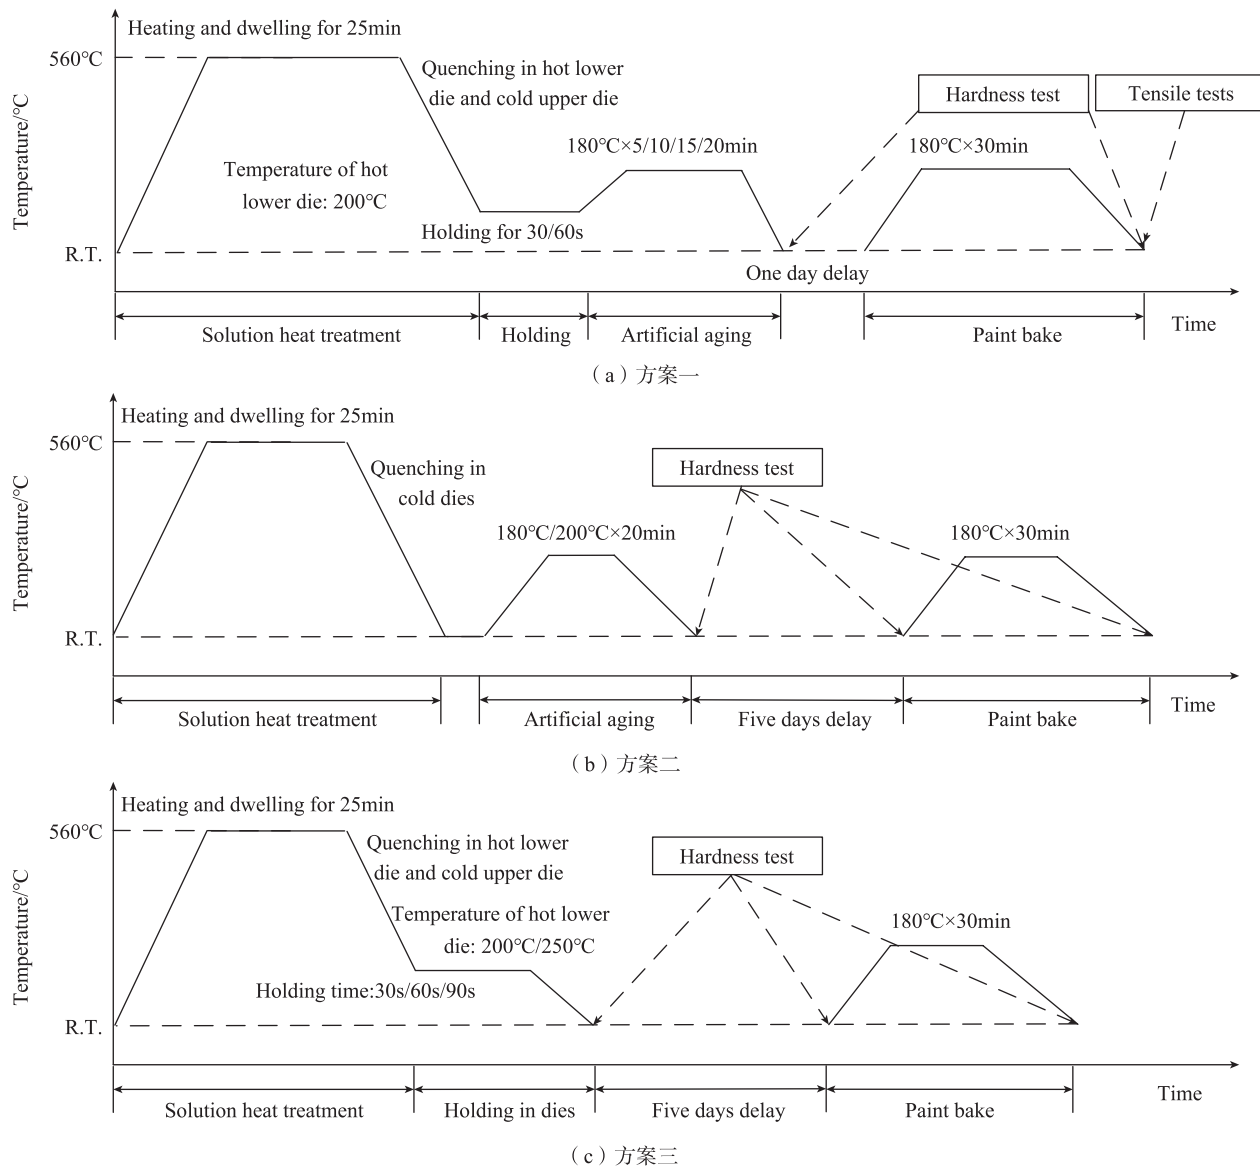 Heating and dwelling for 25min
560℃
Quenching in hot lower
die and cold upper die
Hardness test
Tensile tests
180℃×5/10/15/20min
180℃×30min
Temperature of hot
lower die: 200℃
Holding for 30/60s
Temperature/℃
R.T.
One day delay
Solution heat treatment
Holding
Artificial aging
Paint bake
Time
（a）方案一
Heating and dwelling for 25min
560℃
Quenching in
cold dies
Hardness test
180℃/200℃×20min
180℃×30min
Temperature/℃
R.T.
Solution heat treatment
Artificial aging
Five days delay
Paint bake
Time
（b）方案二
Heating and dwelling for 25min
560℃
Quenching in hot lower
die and cold upper die
Hardness test
Temperature of hot lower
die: 200℃/250℃
180℃×30min
Holding time:30s/60s/90s
Temperature/℃
R.T.
Solution heat treatment
Holding in dies
Five days delay
Paint bake
Time
（c）方案三